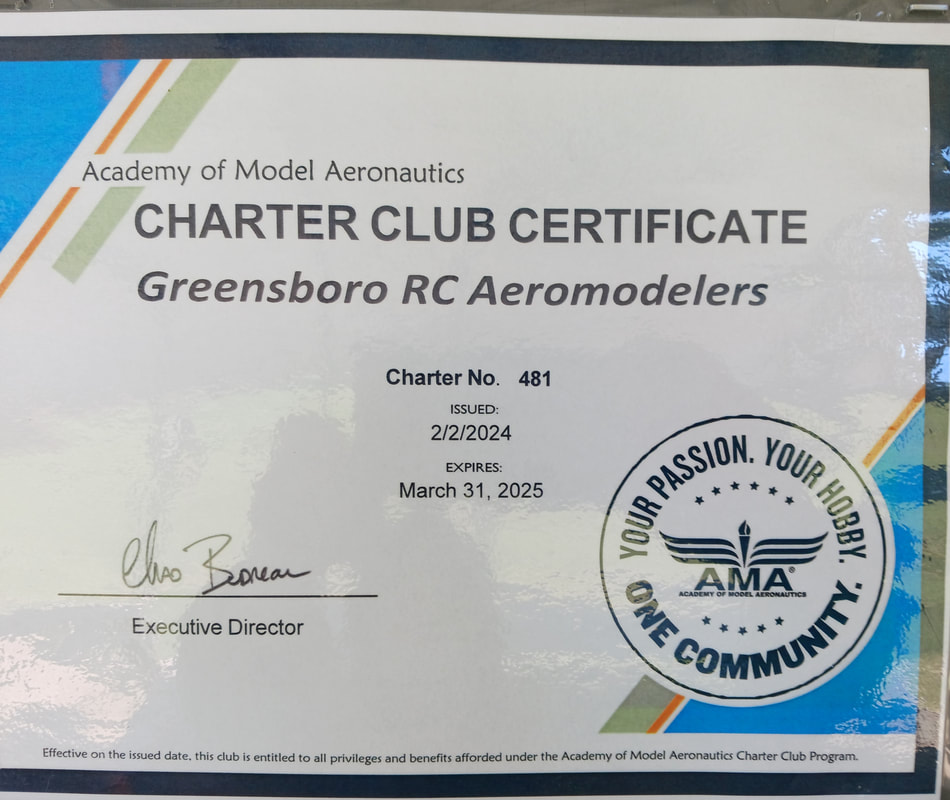 Academy of Model Aeronautics
CHARTER CLUB CERTIFICATE
Greensboro RC Aeromodelers
Charter No. 481
ISSUED:
2/2/2024
EXPIRES:
March 31, 2025
Executive Director
YOUR PASSION. YOUR HOBBY.
AMA®
ACADEMY OF MODEL AERONAUTICS
ONE COMMUNITY.
Effective on the issued date, this club is entitled to all privileges and benefits afforded under the Academy of Model Aeronautics Charter Club Program.